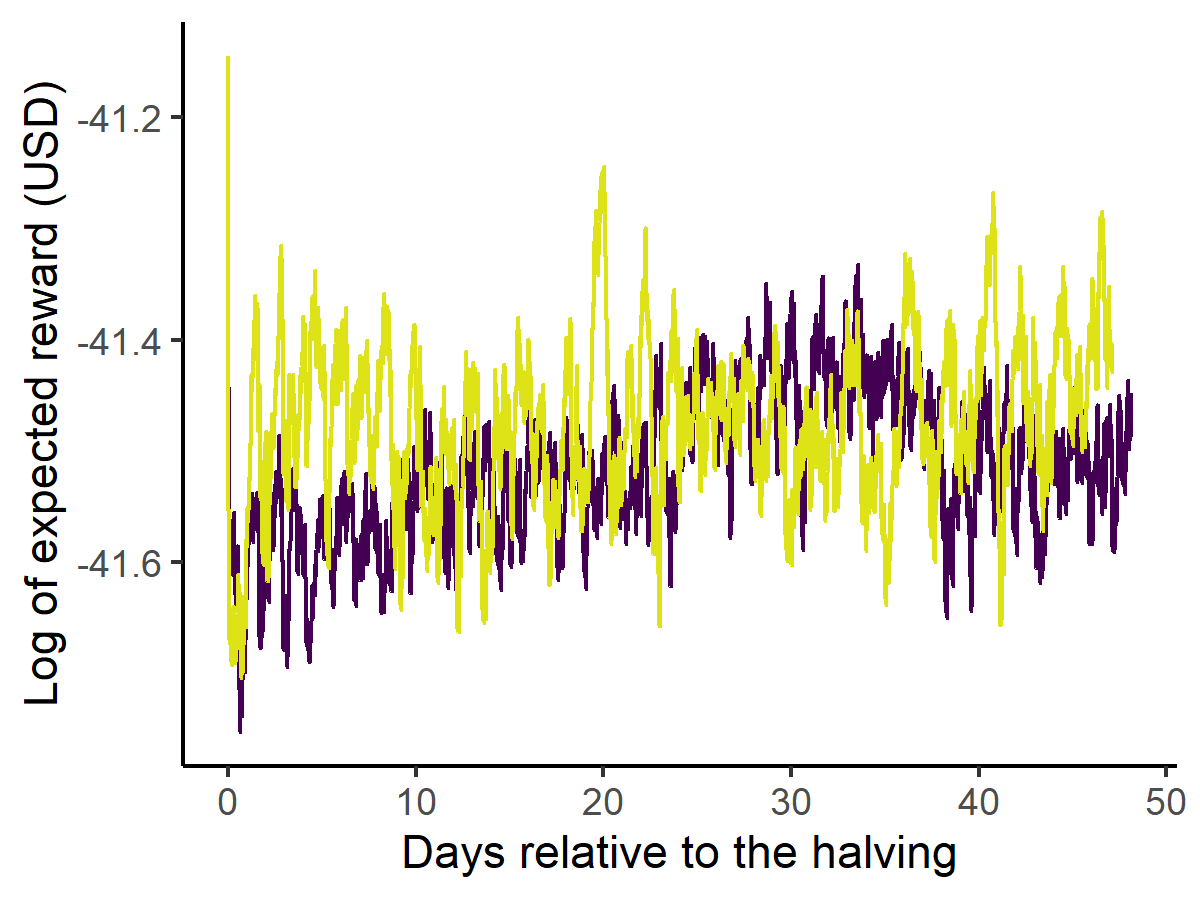 Log of expected reward (USD)
-41.2
-41.4
-41.6
0 10 20 30 40 50
Days relative to the halving